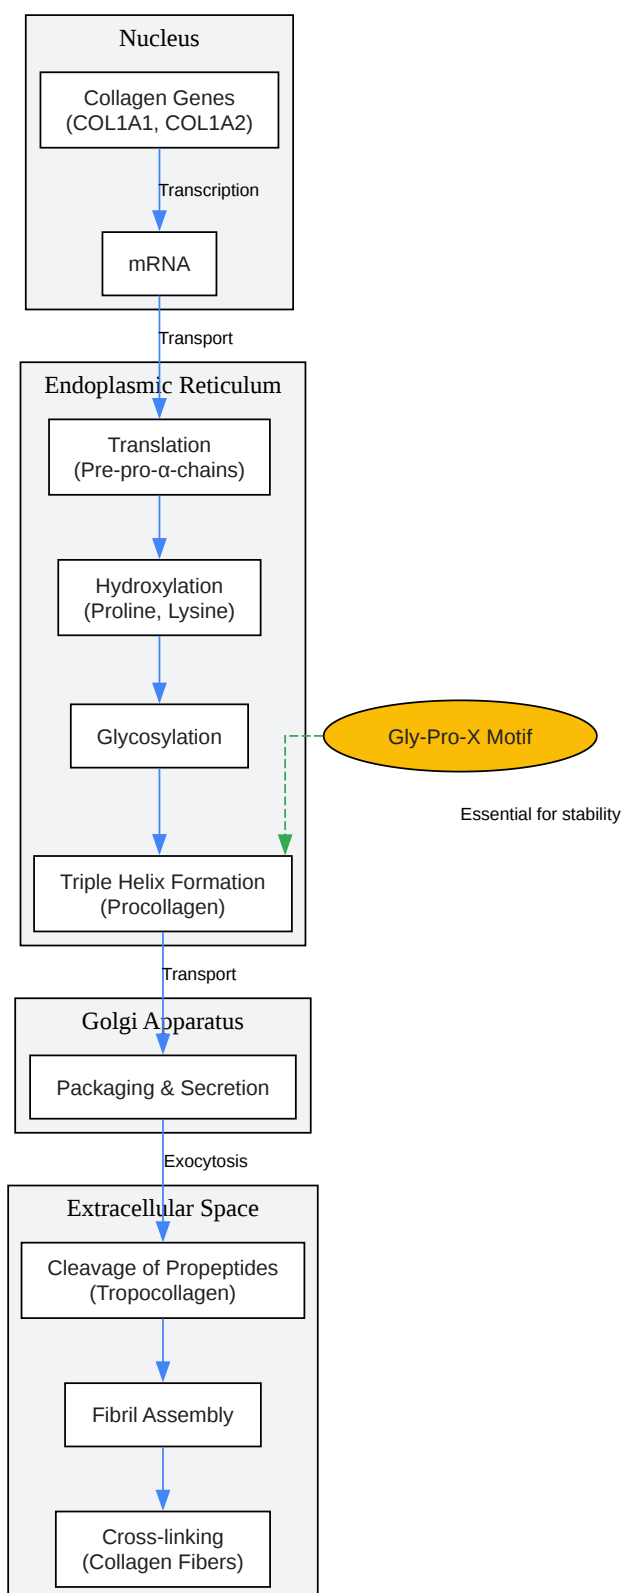 Nucleus
Collagen Genes
(COL1A1, COL1A2)
Transcription
mRNA
Transport
Endoplasmic Reticulum
Translation
(Pre-pro-α-chains)
Hydroxylation
(Proline, Lysine)
Glycosylation
Gly-Pro-X Motif
Essential for stability
Triple Helix Formation
(Procollagen)
Transport
Golgi Apparatus
Packaging & Secretion
Exocytosis
Extracellular Space
Cleavage of Propeptides
(Tropocollagen)
Fibril Assembly
Cross-linking
(Collagen Fibers)